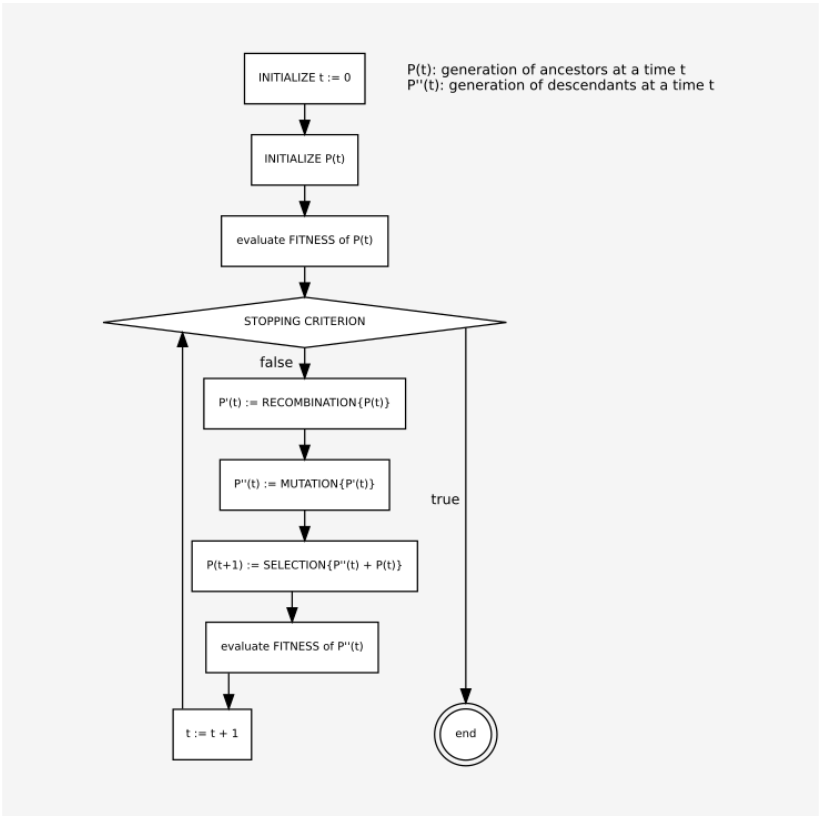 INITIALIZE t := 0
P(t): generation of ancestors at a time t
P''(t): generation of descendants at a time t
INITIALIZE P(t)
evaluate FITNESS of P(t)
STOPPING CRITERION
false
P'(t) := RECOMBINATION{P(t)}
P''(t) := MUTATION{P'(t)}
true
P(t+1) := SELECTION{P''(t) + P(t)}
evaluate FITNESS of P''(t)
t := t + 1
end